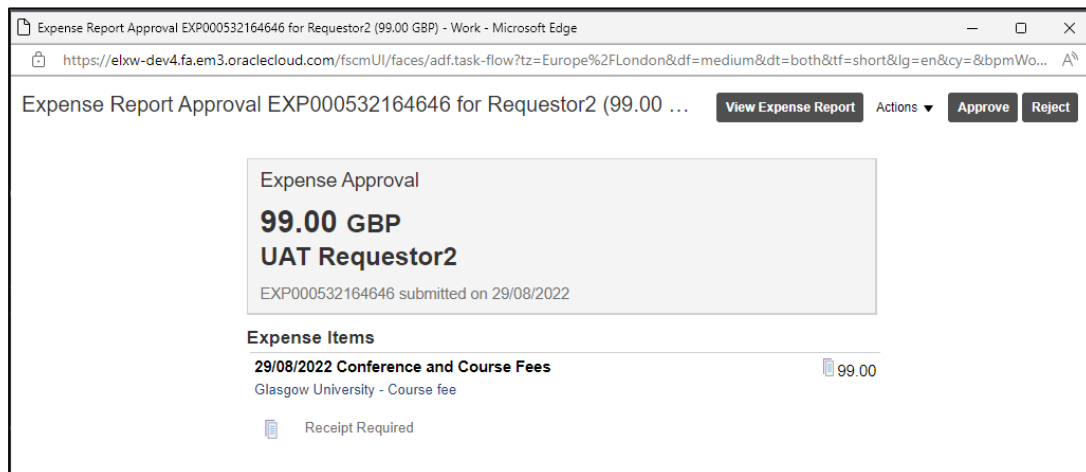 Expense Report Approval EXP000532164646 for Requestor2 (99.00 GBP) - Work - Microsoft Edge
https://elxw-dev4.fa.em3.oraclecloud.com/fscmUI/faces/adf.task-flow?tz=Europe%2FLondon&df=medium&dt=both&tf=short&lg=en&cy=&bpmWo...
Expense Report Approval EXP000532164646 for Requestor2 (99.00 ... View Expense Report Actions Approve Reject
Expense Approval
99.00 GBP
UAT Requestor2
EXP000532164646 submitted on 29/08/2022
Expense Items
29/08/2022 Conference and Course Fees 99.00
Glasgow University - Course fee
Receipt Required